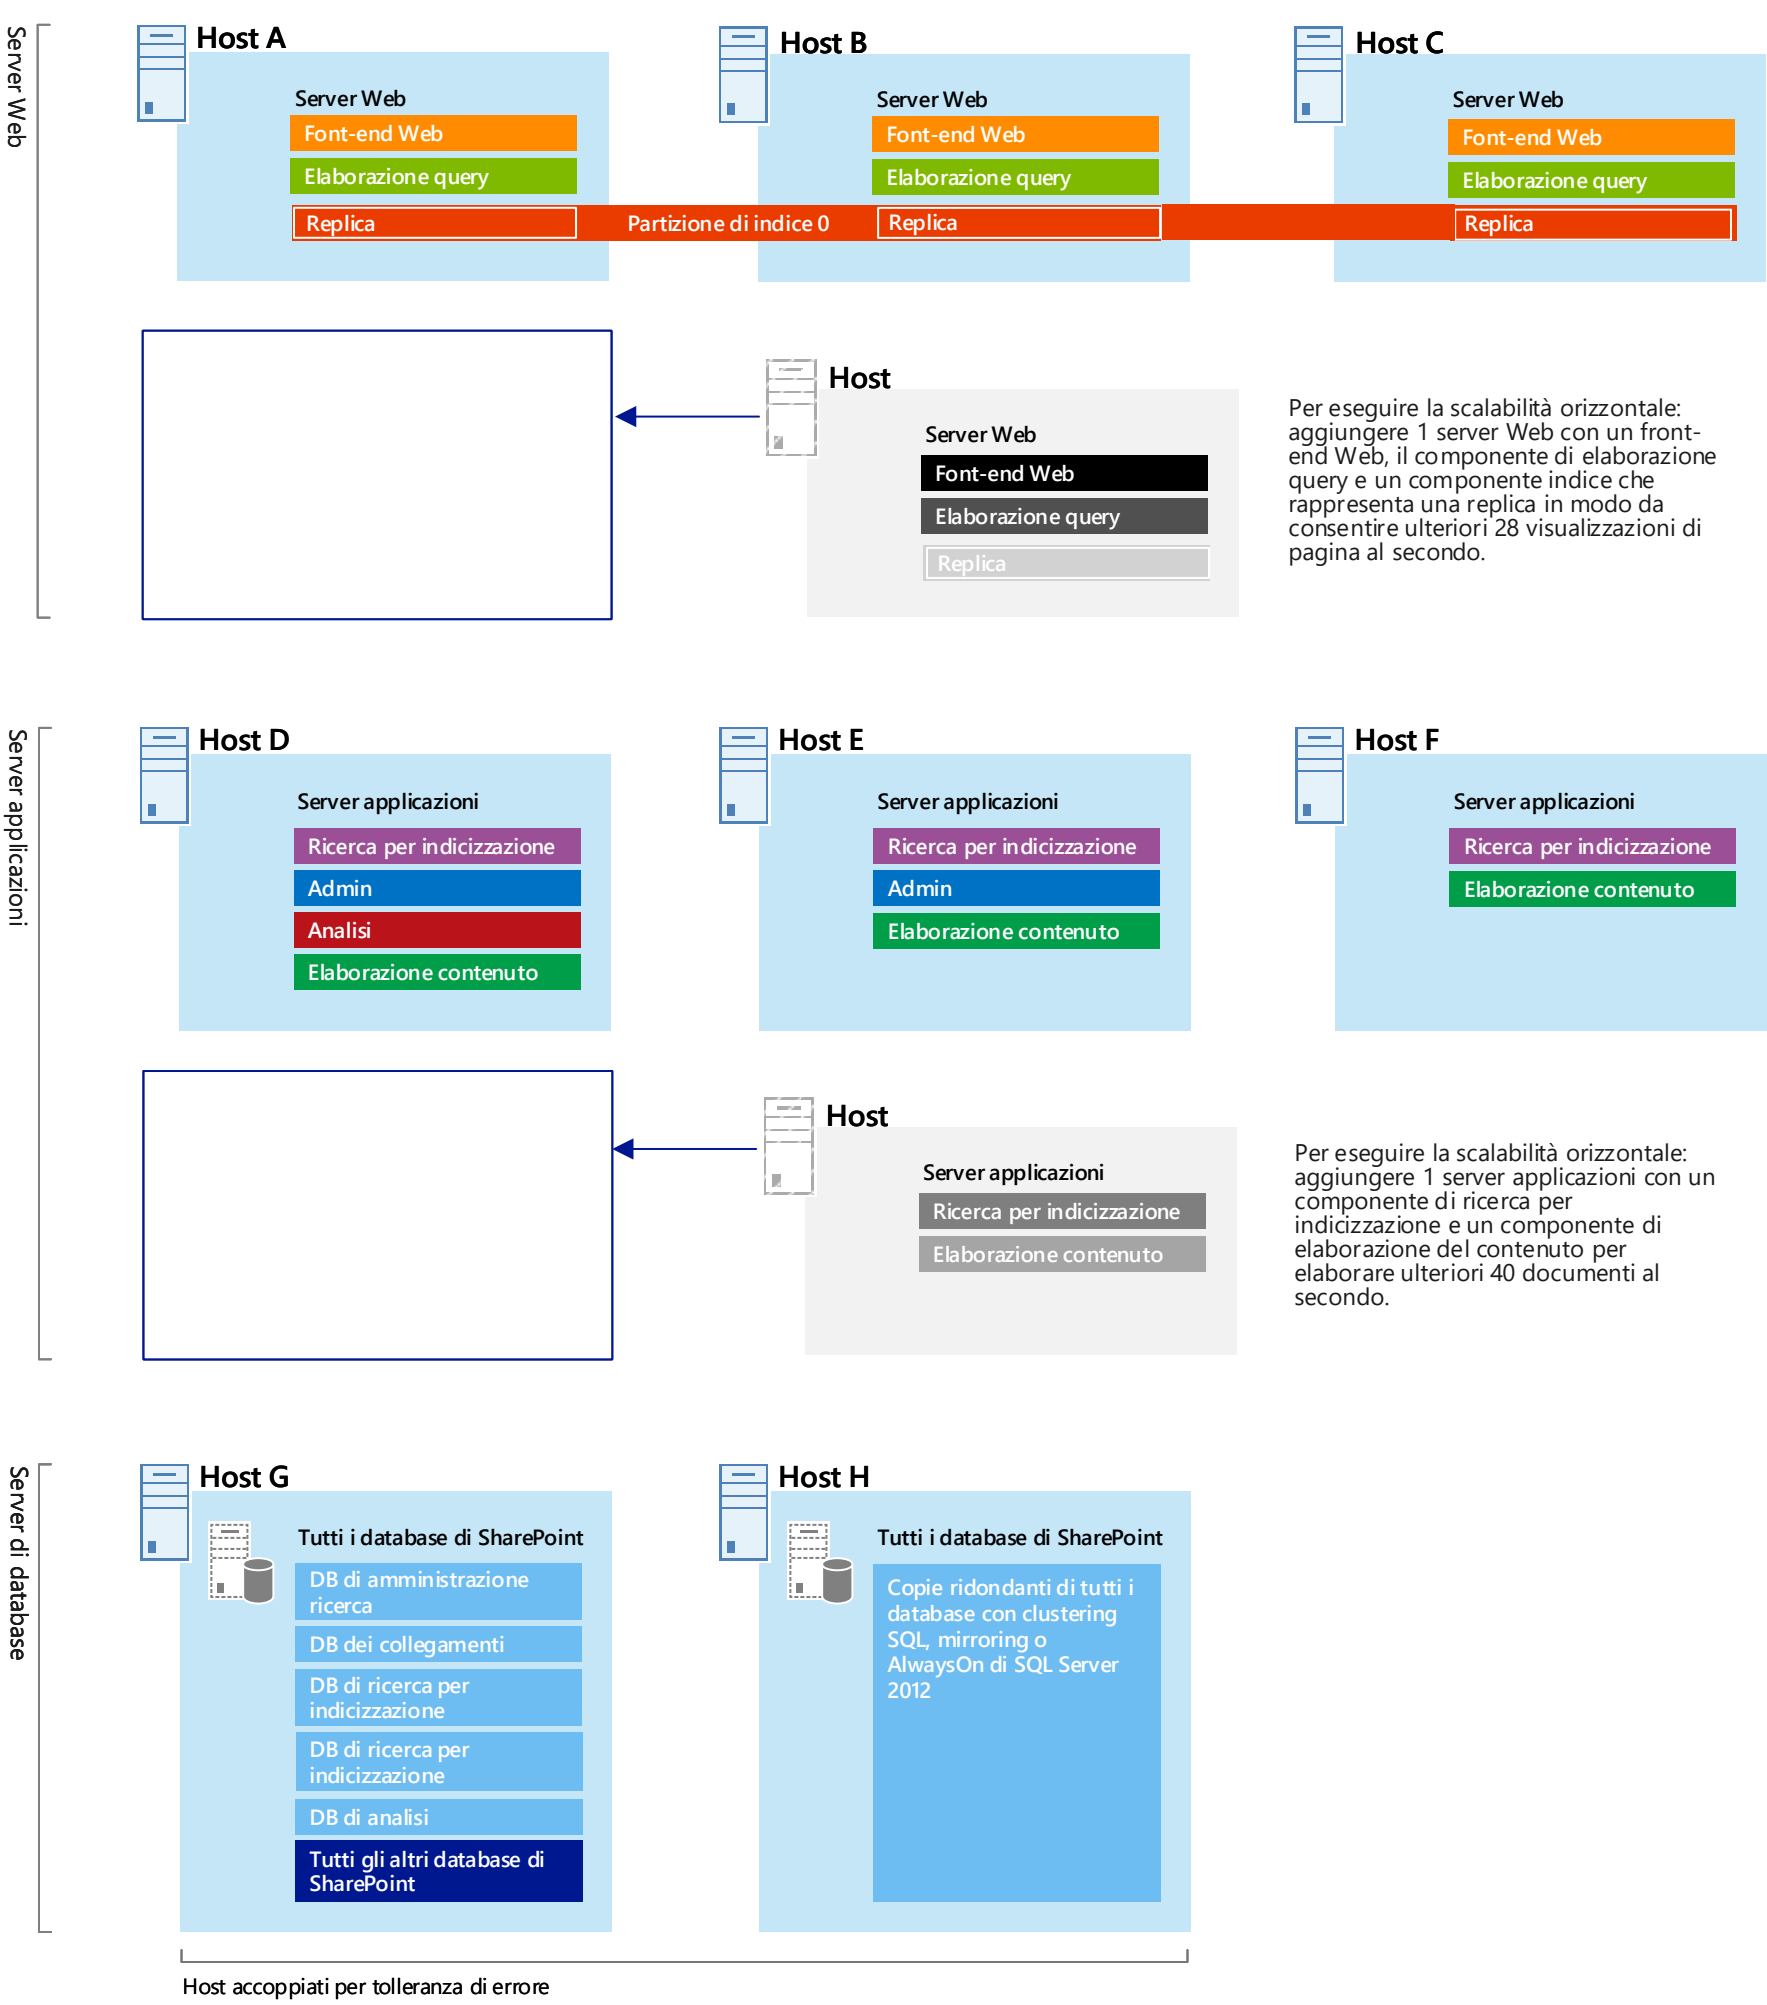 Server Web
Host A
Server Web
Font-end Web
Elaborazione query
Replica
Partizione di indice 0
Host B
Server Web
Font-end Web
Elaborazione query
Replica
Host C
Server Web
Font-end Web
Elaborazione query
Replica
Host
Server Web
Font-end Web
Elaborazione query
Replica
Per eseguire la scalabilità orizzontale:
aggiungere 1 server Web con un front-
end Web, il componente di elaborazione
query e un componente indice che
rappresenta una replica in modo da
consentire ulteriori 28 visualizzazioni di
pagina al secondo.
Server applicazioni
Host D
Server applicazioni
Ricerca per indicizzazione
Admin
Analisi
Elaborazione contenuto
Host E
Server applicazioni
Ricerca per indicizzazione
Admin
Elaborazione contenuto
Host F
Server applicazioni
Ricerca per indicizzazione
Elaborazione contenuto
Host
Server applicazioni
Ricerca per indicizzazione
Elaborazione contenuto
Per eseguire la scalabilità orizzontale:
aggiungere 1 server applicazioni con un
componente di ricerca per
indicizzazione e un componente di
elaborazione del contenuto per
elaborare ulteriori 40 documenti al
secondo.
Server di database
Host G
Tutti i database di SharePoint
DB di amministrazione
ricerca
DB dei collegamenti
DB di ricerca per
indicizzazione
DB di ricerca per
indicizzazione
DB di analisi
Tutti gli altri database di
SharePoint
Host H
Tutti i database di SharePoint
Copie ridondanti di tutti i
database con clustering
SQL, mirroring o
AlwaysOn di SQL Server
2012
Host accoppiati per tolleranza di errore